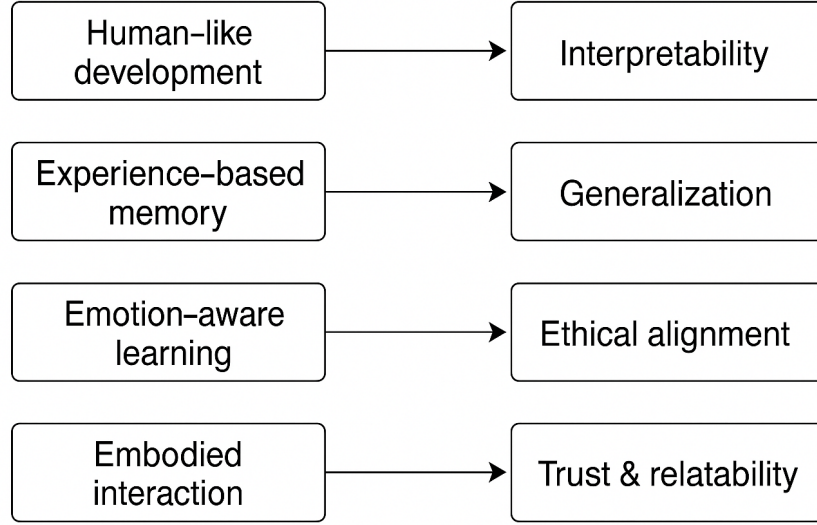 Human–like
development
Interpretability
Experience–based
memory
Generalization
Emotion–aware
learning
Ethical alignment
Embodied
interaction
Trust & relatability